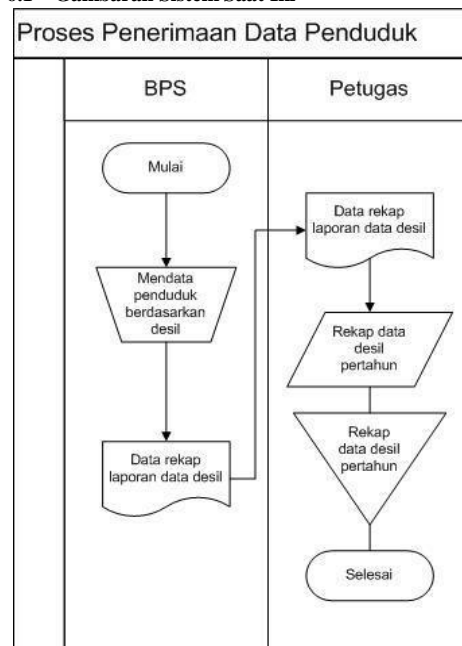 Proses Penerimaan Data Penduduk
BPS
Petugas
Mulai
Mendata
penduduk
berdasarkan
desil
Data rekap
laporan data desil
Data rekap
laporan data desil
Rekap data
desil
pertahun
Rekap
data desil
pertahun
Selesai